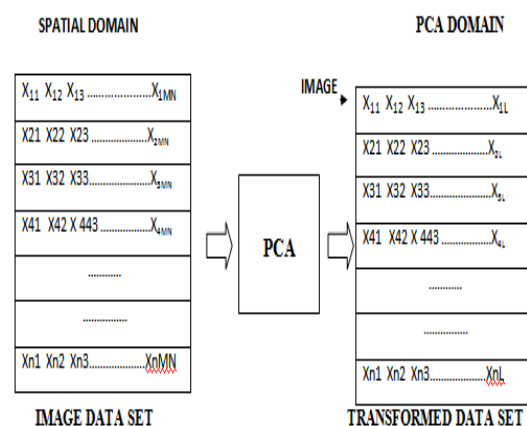 SPATIAL DOMAIN
PCA DOMAIN
IMAGE
X11 X12 X13 ....................X1MN
X21 X22 X23 ..................X2MN
X31 X32 X33...................X3MN
X41 X42 X 443 ................X4MN
............
................
Xn1 Xn2 Xn3.....................XnMN
IMAGE DATA SET
PCA
X11 X12 X13 ......................X1L
X21 X22 X23 ....................X2L
X31 X32 X33.....................X3L
X41 X42 X 443 ..................X4L
............
................
Xn1 Xn2 Xn3.....................XnL
TRANSFORMED DATA SET